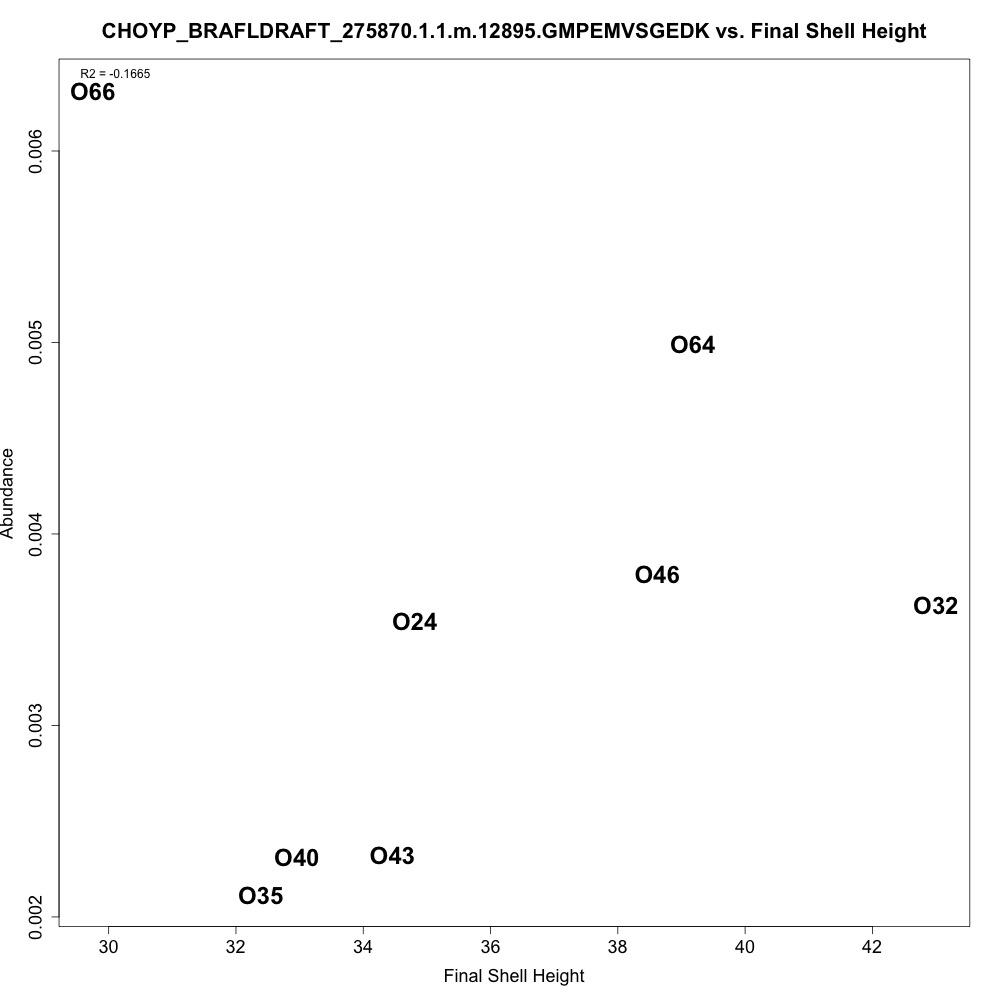 CHOYP_BRAFLDRAFT_275870.1.1.m.12895.GMPEMVSGEDK vs. Final Shell Height
R2 = -0.1665
O66
0.006
0.005
O64
Abundance
0.004
O46
O32
O24
0.003
O40
O43
O35
0.002
30 32 34 36 38 40 42
Final Shell Height